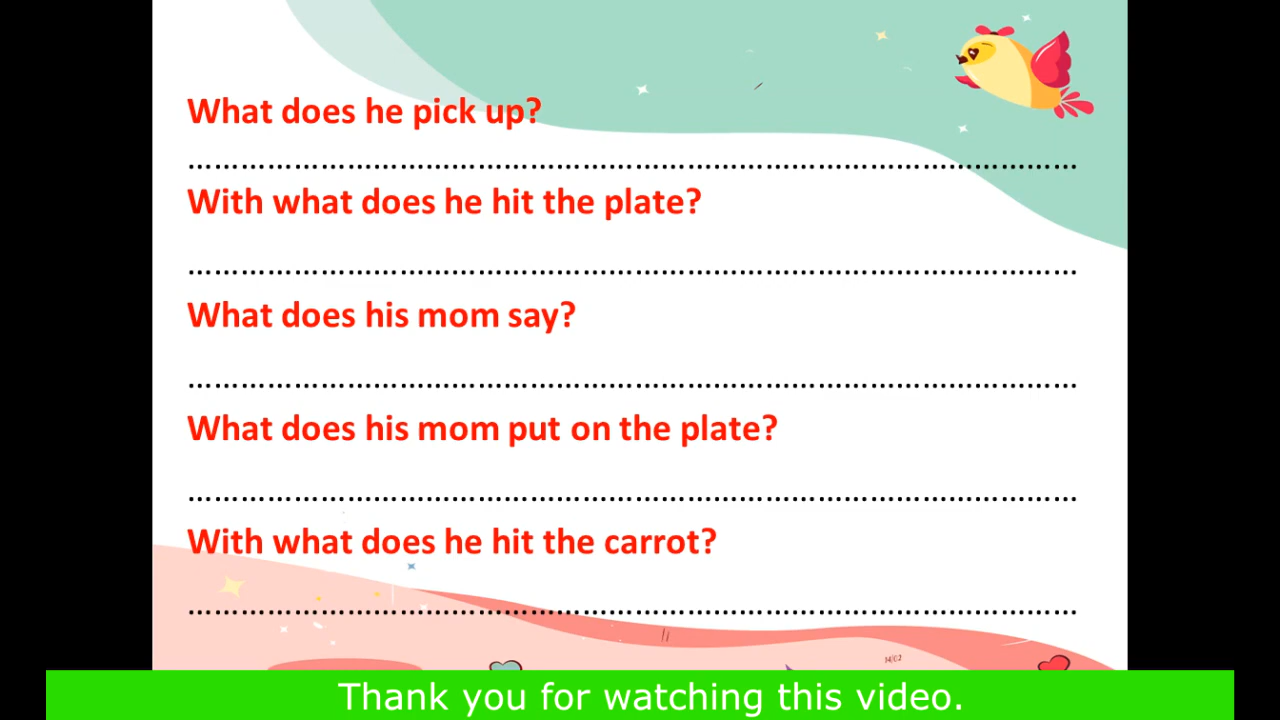 What does he pick up?
……………………………………………………………………………………………
With what does he hit the plate?
……………………………………………………………………………………………
What does his mom say?
……………………………………………………………………………………………
What does his mom put on the plate?
……………………………………………………………………………………………
With what does he hit the carrot?
……………………………………………………………………………………………
Thank you for watching this video.